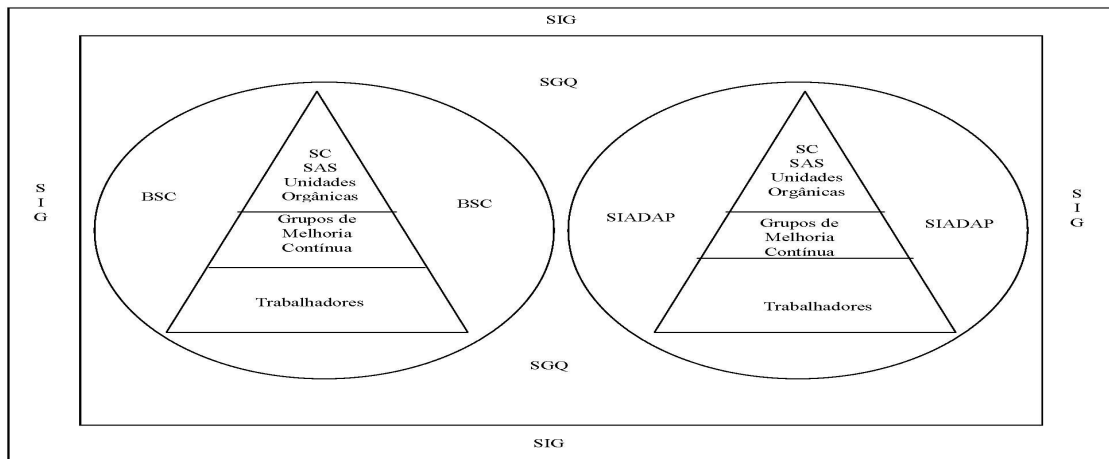 SIG
SGQ
S
I
G
BSC
SC
SAS
Unidades
Orgânicas
Grupos de
Melhoria
Contínua
Trabalhadores
BSC
SIADAP
SC
SAS
Unidades
Orgânicas
Grupos de
Melhoria
Contínua
Trabalhadores
SIADAP
S
I
G
SGQ
SIG